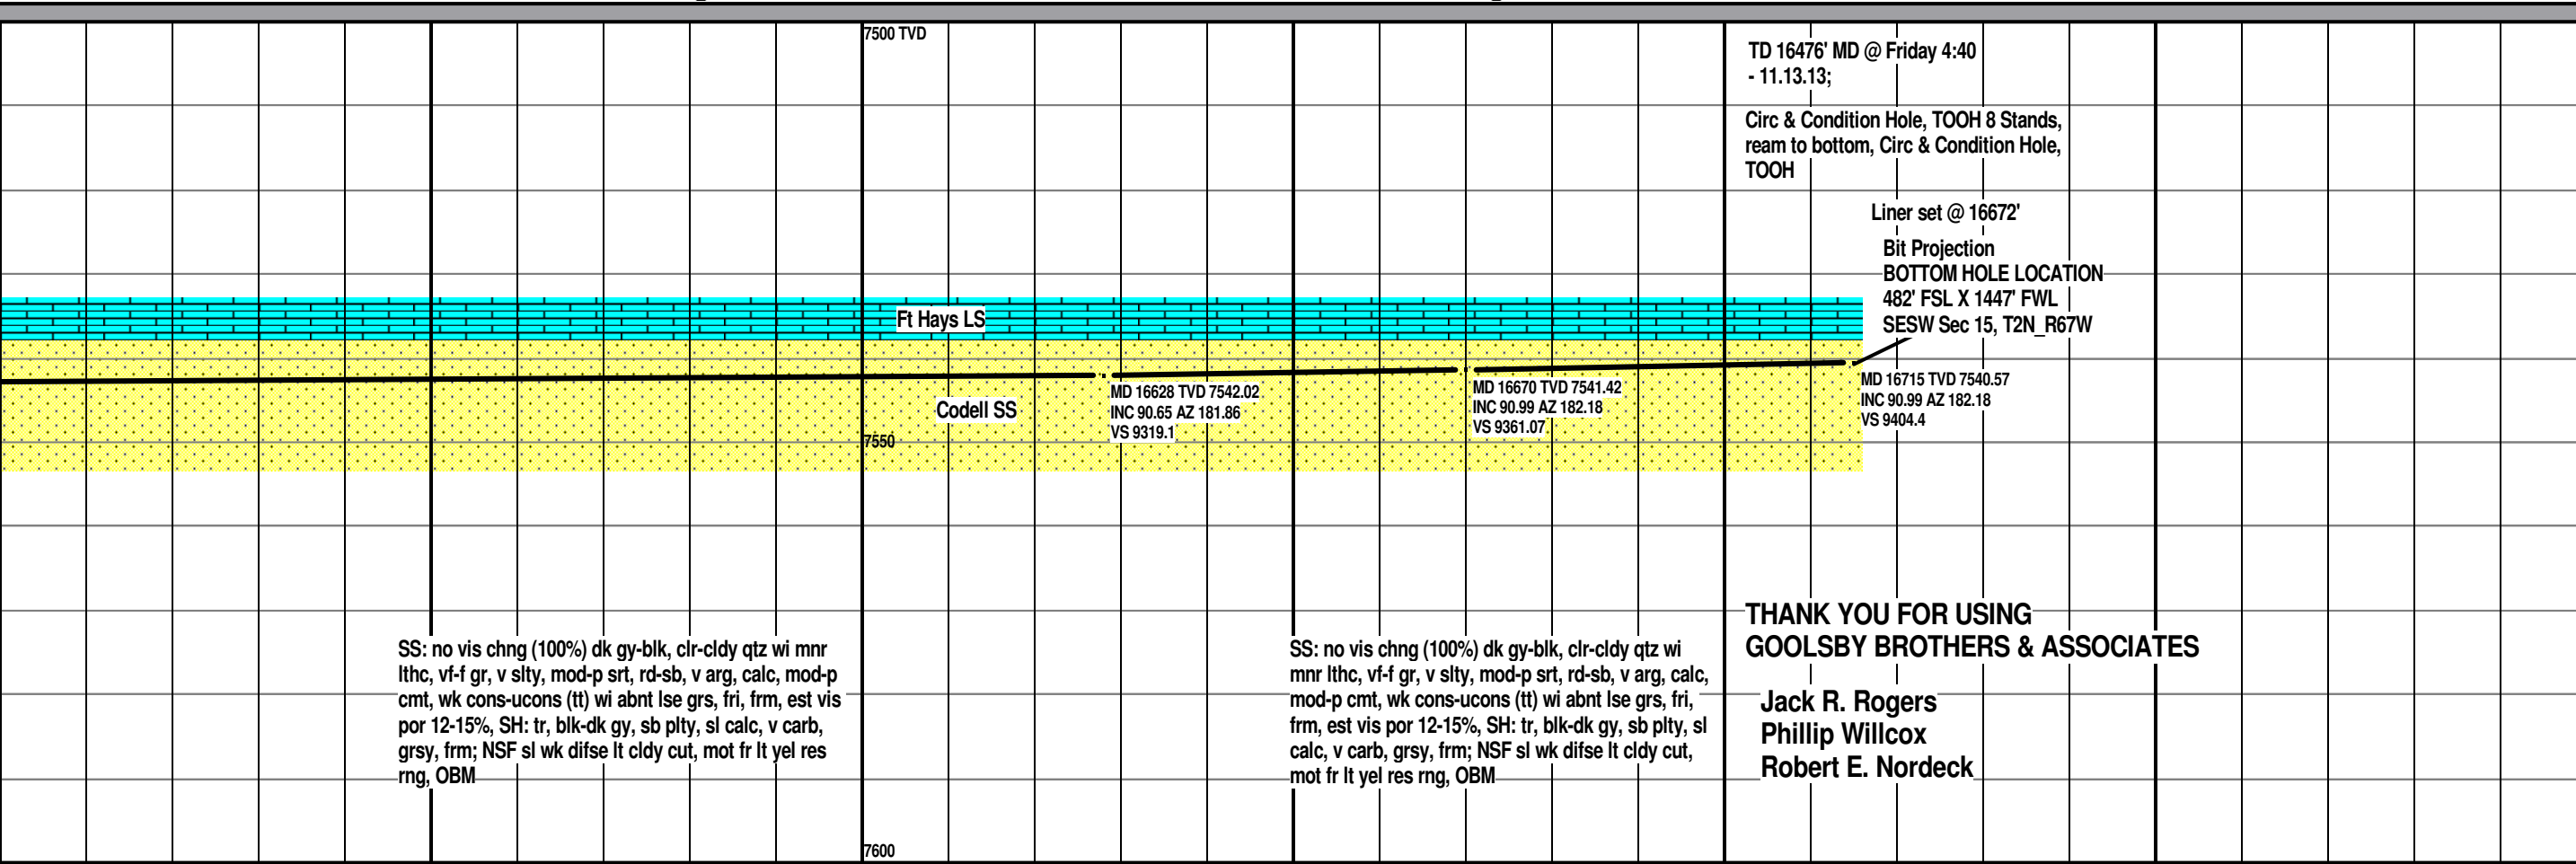 7500 TVD
TD 16476' MD @ Friday 4:40
- 11.13.13;
Circ & Condition Hole, TOOH 8 Stands,
ream to bottom, Circ & Condition Hole,
TOOH
Liner set @ 16672'
Bit Projection
BOTTOM HOLE LOCATION
482' FSL X 1447' FWL
SESW Sec 15, T2N_R67W
Ft Hays LS
Codell SS
MD 16628 TVD 7542.02
INC 90.65 AZ 181.86
VS 9319.1
MD 16670 TVD 7541.42
INC 90.99 AZ 182.18
VS 9361.07
MD 16715 TVD 7540.57
INC 90.99 AZ 182.18
VS 9404.4
7550
SS: no vis chng (100%) dk gy-blk, clr-cldy qtz wi mnr
lthc, vf-f gr, v slty, mod-p srt, rd-sb, v arg, calc, mod-p
cmt, wk cons-ucons (tt) wi abnt lse grs, fri, frm, est vis
por 12-15%, SH: tr, blk-dk gy, sb plty, sl calc, v carb,
grsy, frm; NSF sl wk difse lt cldy cut, mot fr lt yel res
rng, OBM
SS: no vis chng (100%) dk gy-blk, clr-cldy qtz wi
mnr lthc, vf-f gr, v slty, mod-p srt, rd-sb, v arg, calc,
mod-p cmt, wk cons-ucons (tt) wi abnt lse grs, fri,
frm, est vis por 12-15%, SH: tr, blk-dk gy, sb plty, sl
calc, v carb, grsy, frm; NSF sl wk difse lt cldy cut,
mot fr lt yel res rng, OBM
THANK YOU FOR USING
GOOLSBY BROTHERS & ASSOCIATES
Jack R. Rogers
Phillip Willcox
Robert E. Nordeck
7600